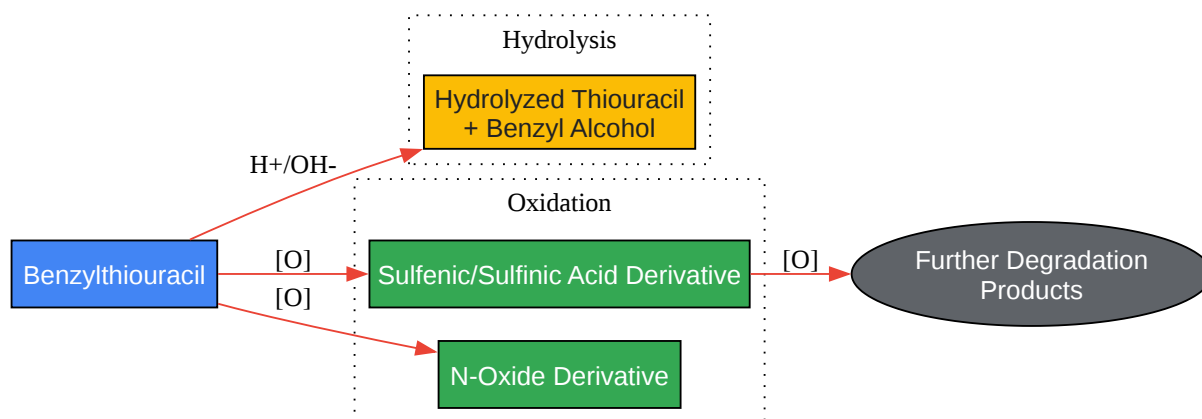 Hydrolysis
Hydrolyzed Thiouracil
+ Benzyl Alcohol
H+/OH-
Oxidation
Benzylthiouracil
[O]
Sulfenic/Sulfinic Acid Derivative
[O]
Further Degradation
Products
[O]
N-Oxide Derivative